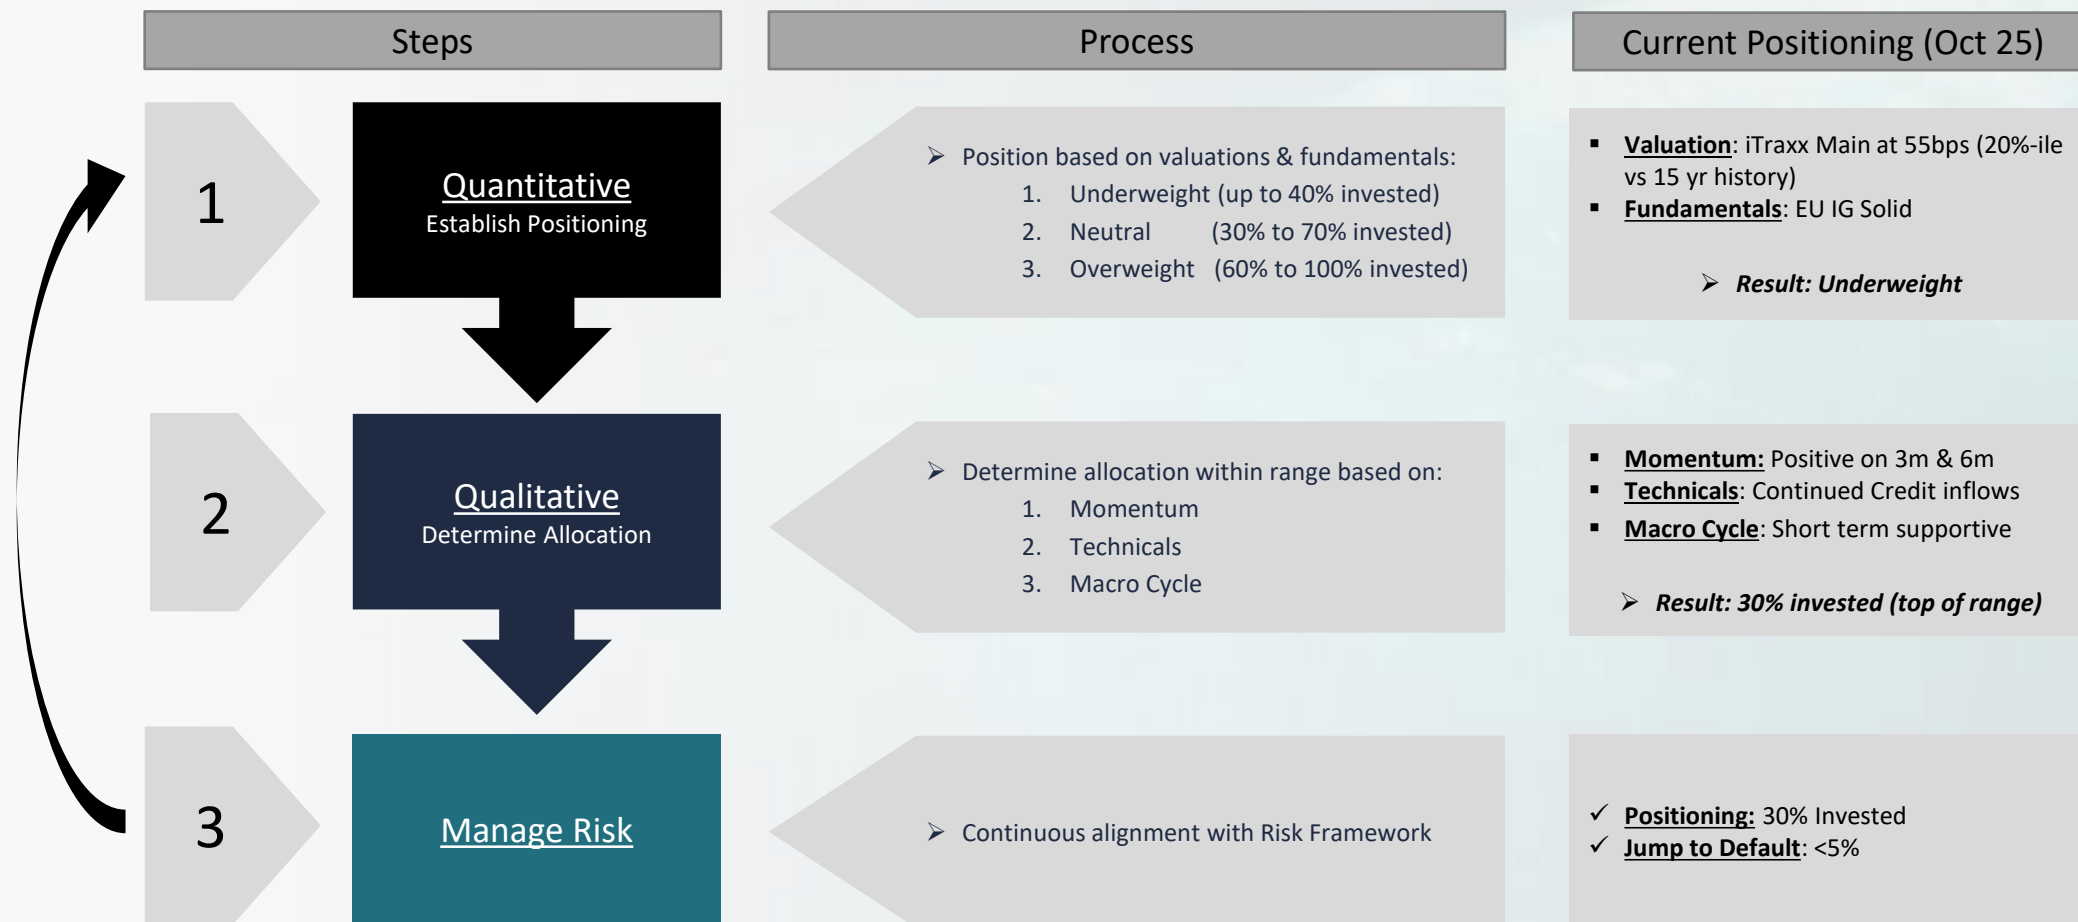 Steps
Process
Current Positioning (Oct 25)
1
Quantitative
Establish Positioning
➢ Position based on valuations & fundamentals:
1. Underweight (up to 40% invested)
2. Neutral (30% to 70% invested)
3. Overweight (60% to 100% invested)
▪ Valuation: iTraxx Main at 55bps (20%-ile
vs 15 yr history)
▪ Fundamentals: EU IG Solid
➢ Result: Underweight
2
Qualitative
Determine Allocation
➢ Determine allocation within range based on:
1. Momentum
2. Technicals
3. Macro Cycle
▪ Momentum: Positive on 3m & 6m
▪ Technicals: Continued Credit inflows
▪ Macro Cycle: Short term supportive
➢ Result: 30% invested (top of range)
3
Manage Risk
➢ Continuous alignment with Risk Framework
✓ Positioning: 30% Invested
✓ Jump to Default: <5%